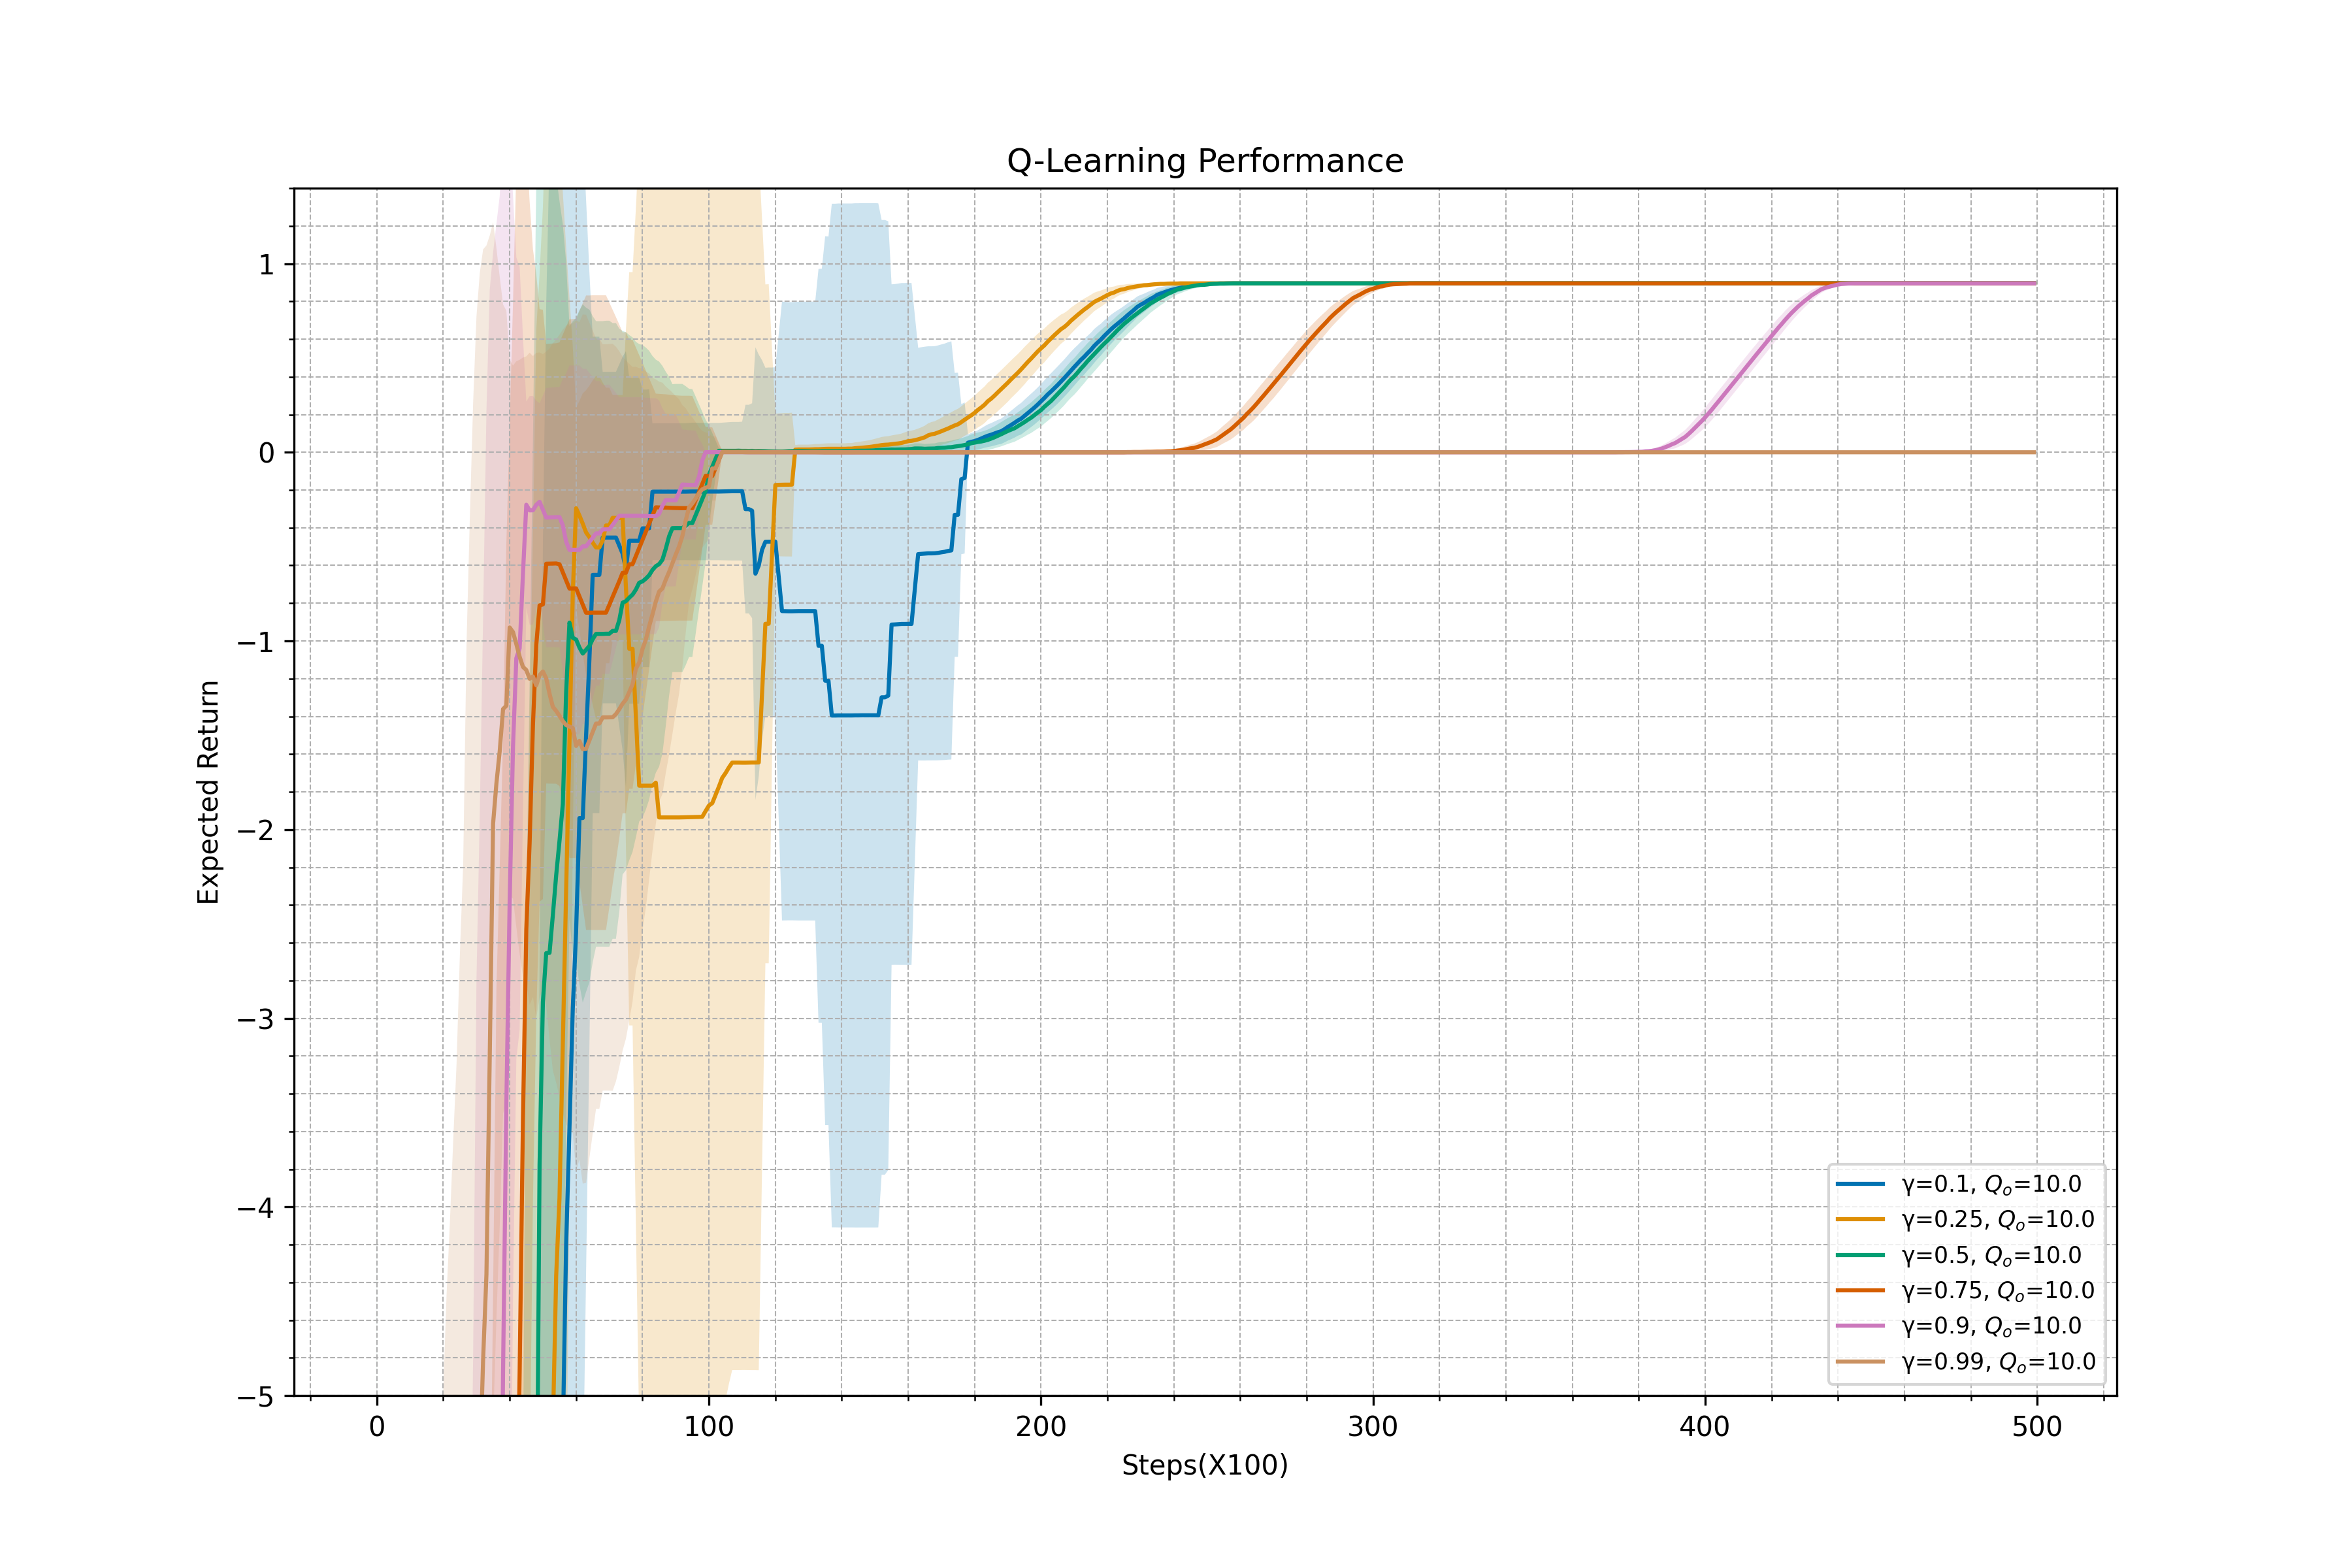 Q-Learning Performance
Expected Return
1
0
−1
−2
−3
−4
−5
0 100 200 300 400 500
Steps(X100)
γ=0.1, Qₒ=10.0
γ=0.25, Qₒ=10.0
γ=0.5, Qₒ=10.0
γ=0.75, Qₒ=10.0
γ=0.9, Qₒ=10.0
γ=0.99, Qₒ=10.0